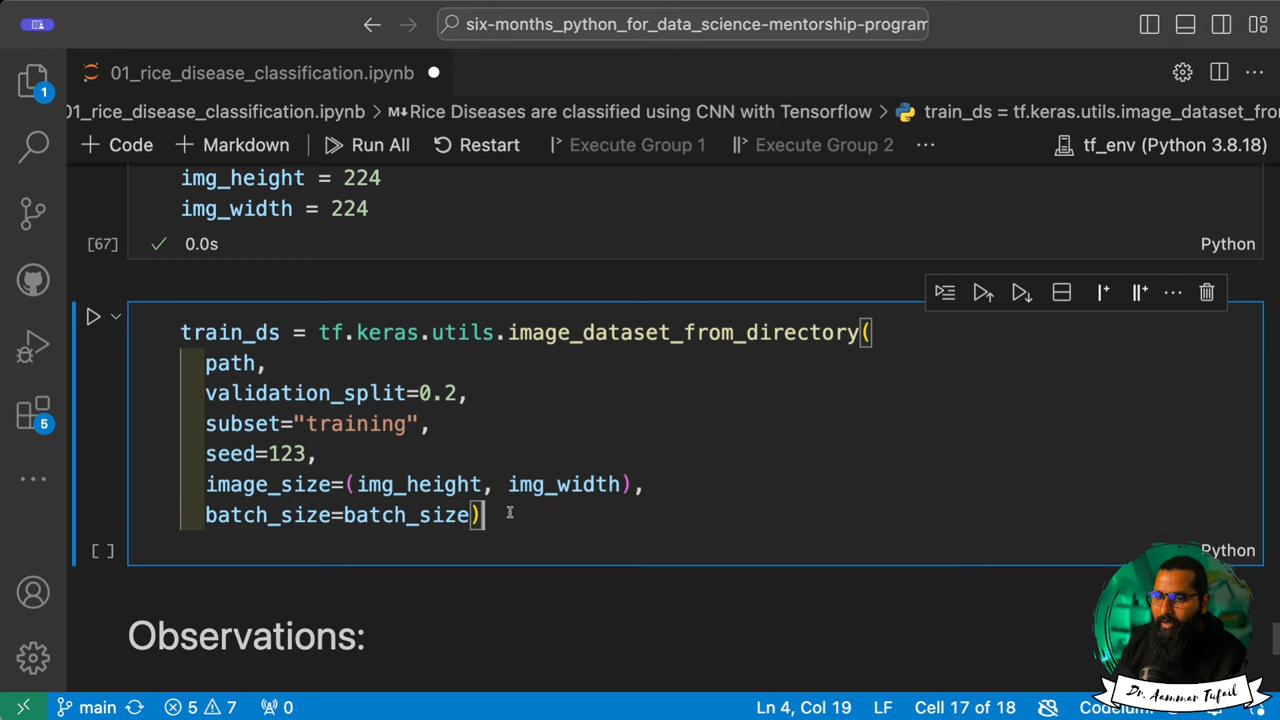 six-months_python_for_data_science-mentorship-program
01_rice_disease_classification.ipynb
01_rice_disease_classification.ipynb > M↓Rice Diseases are classified using CNN with Tensorflow > train_ds = tf.keras.utils.image_dataset_fro
+ Code + Markdown Run All Restart Execute Group 1 Execute Group 2 ... tf_env (Python 3.8.18)
1
5
img_height = 224
img_width = 224
[67] ✓ 0.0s Python
train_ds = tf.keras.utils.image_dataset_from_directory(
path,
validation_split=0.2,
subset="training",
seed=123,
image_size=(img_height, img_width),
batch_size=batch_size)
[ ] Python
Observations:
Dr. Aammar Tufail
main 5 7 0 Ln 4, Col 19 LF Cell 17 of 18 Codeium